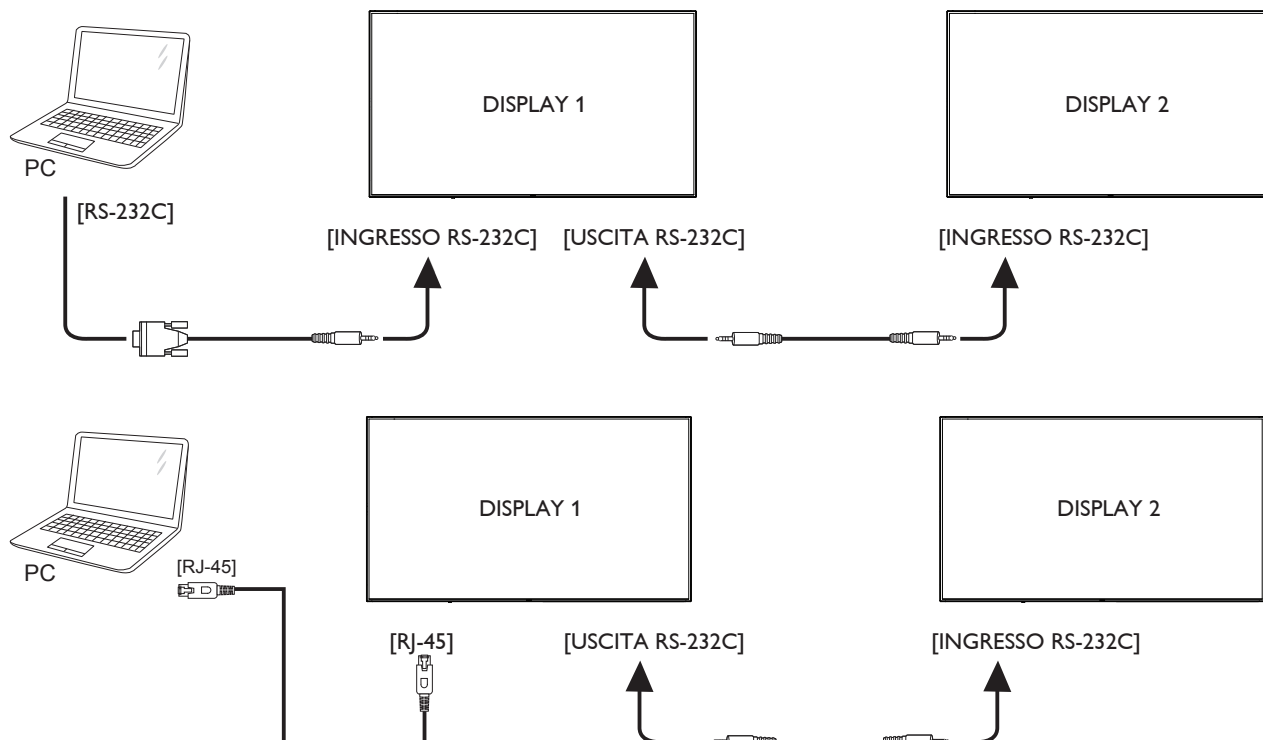 DISPLAY 1
DISPLAY 2
PC
[RS-232C]
[INGRESSO RS-232C]
[USCITA RS-232C]
[INGRESSO RS-232C]
DISPLAY 1
DISPLAY 2
PC
[RJ-45]
[RJ-45]
[USCITA RS-232C]
[INGRESSO RS-232C]